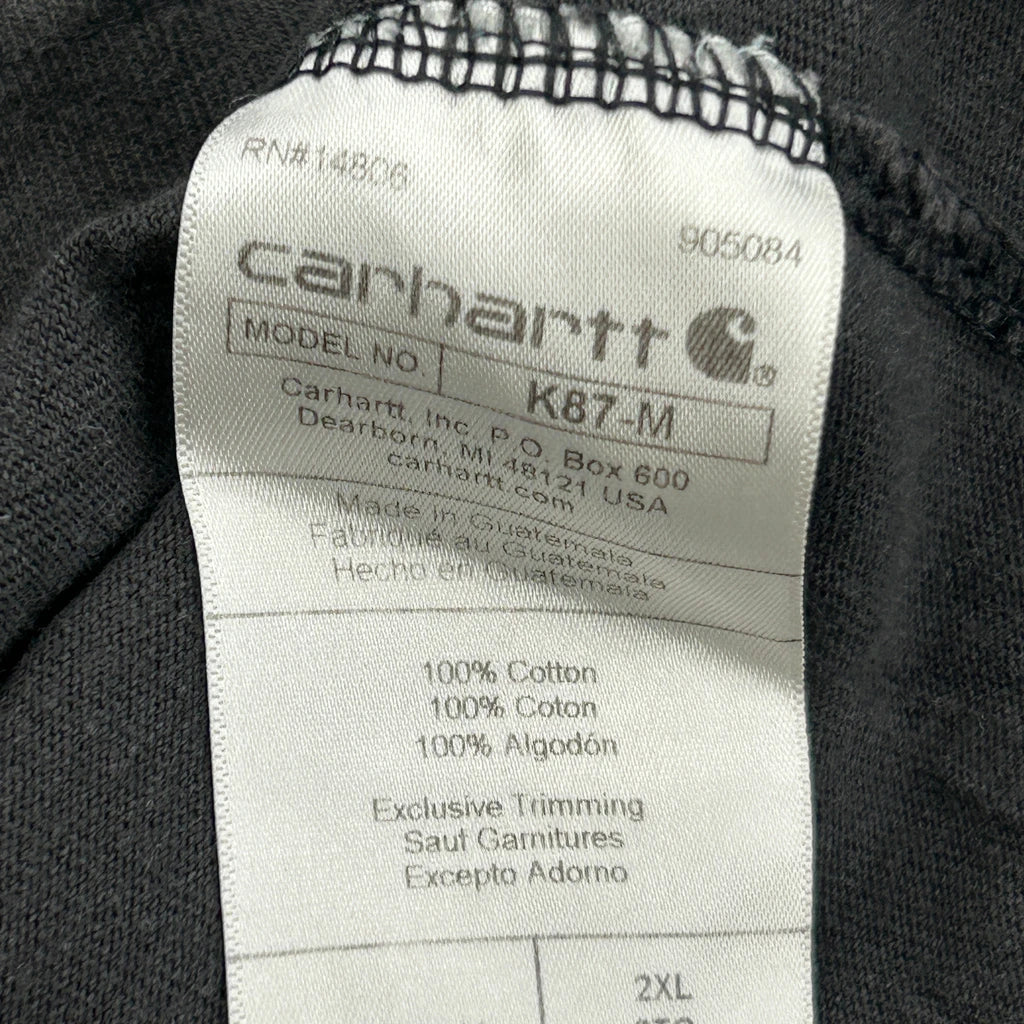 RN#14806
905084
carhartt
MODEL NO. K87-M
Carhartt, Inc. P.O. Box 600
Dearborn, MI 48121 USA
carhartt.com
Made in Guatemala
Fabriqué au Guatemala
Hecho en Guatemala
100% Cotton
100% Coton
100% Algodón
Exclusive Trimming
Sauf Garnitures
Excepto Adorno
2XL